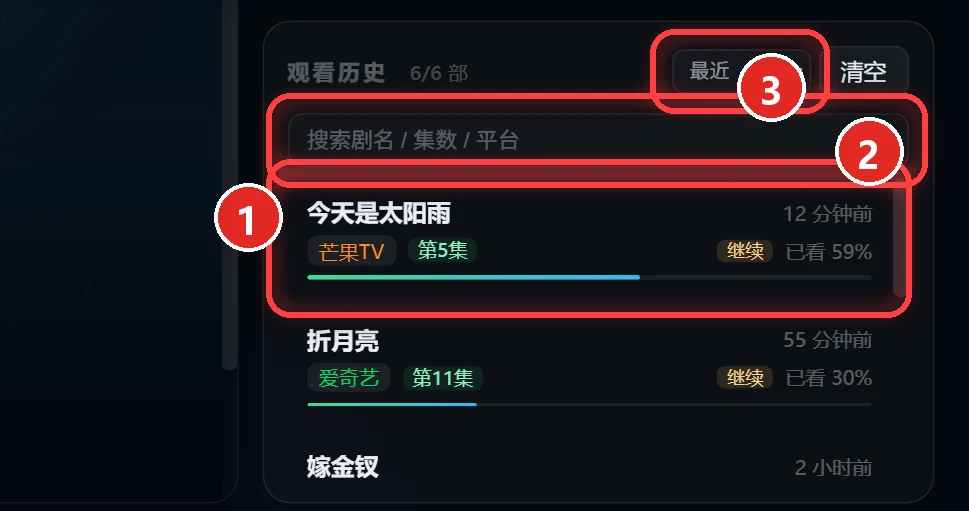 观看历史 6/6 部 最近 3 清空
搜索剧名 / 集数 / 平台 2
1
今天是太阳雨 12 分钟前
芒果TV 第5集 继续 已看 59%
折月亮 55 分钟前
爱奇艺 第11集 继续 已看 30%
嫁金钗 2 小时前